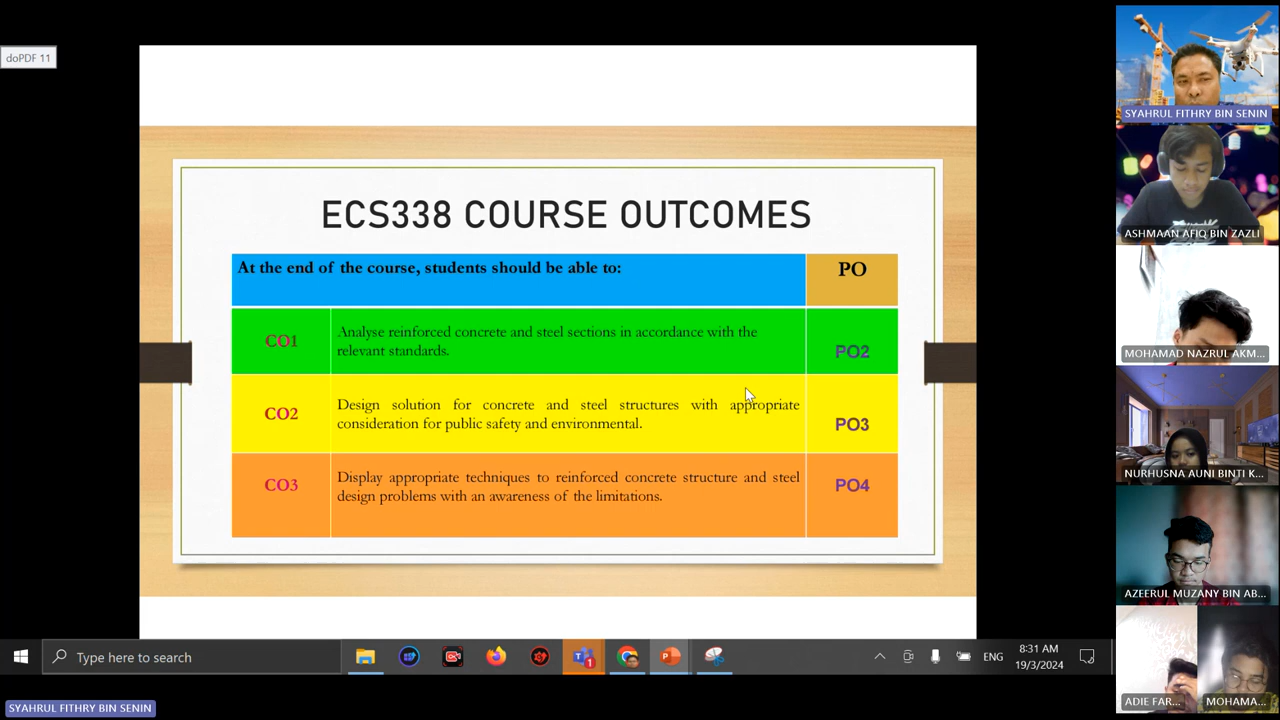 doPDF 11
ECS338 COURSE OUTCOMES
At the end of the course, students should be able to:
PO
CO1
Analyse reinforced concrete and steel sections in accordance with the
relevant standards.
PO2
CO2
Design solution for concrete and steel structures with appropriate
consideration for public safety and environmental.
PO3
CO3
Display appropriate techniques to reinforced concrete structure and steel
design problems with an awareness of the limitations.
PO4
SYAHRUL FITHRY BIN SENIN
ASHMAAN AFIQ BIN ZAZLI
MOHAMAD NAZRUL AKM...
NURHUSNA AUNI BINTI K...
AZEERUL MUZANY BIN AB...
ADIE FAR...
MOHAMA...
Type here to search
1
ENG
8:31 AM
19/3/2024
SYAHRUL FITHRY BIN SENIN